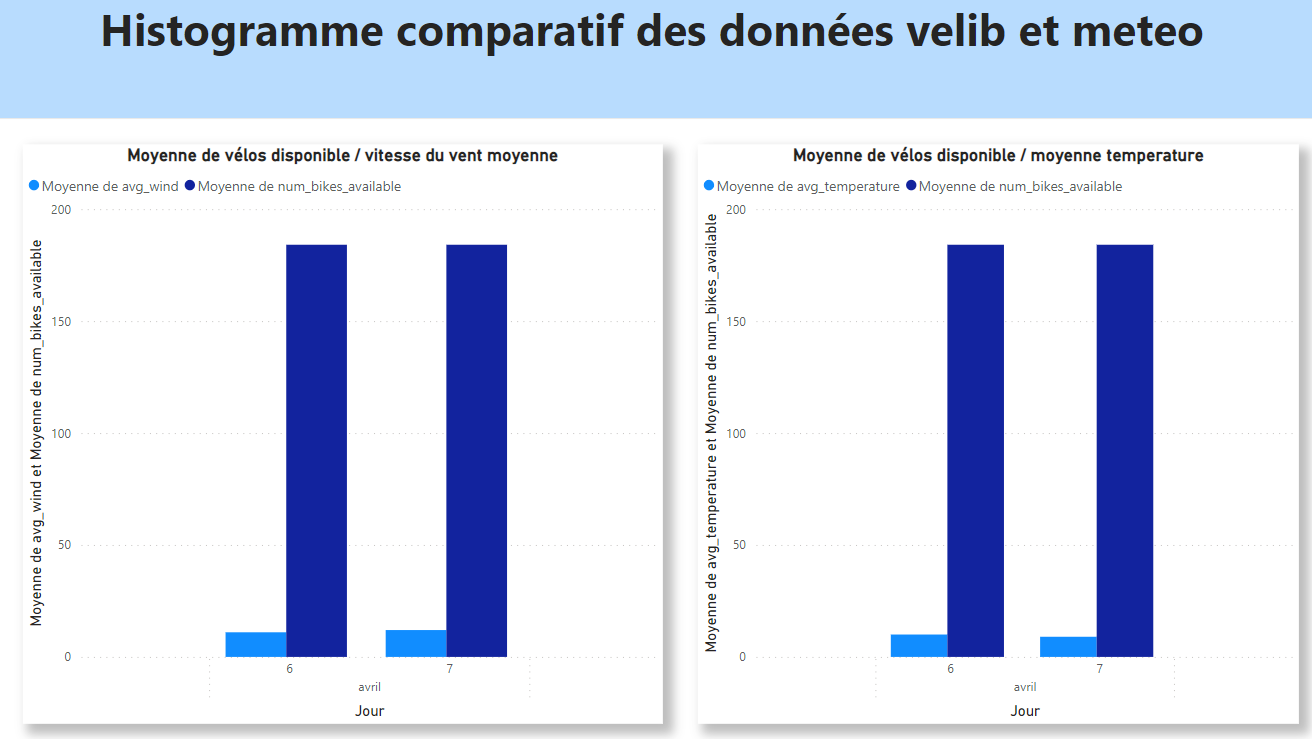 Histogramme comparatif des données velib et meteo
Moyenne de vélos disponible / vitesse du vent moyenne
Moyenne de avg_wind Moyenne de num_bikes_available
Moyenne de avg_wind et Moyenne de num_bikes_available
200
150
100
50
0
6 7
avril
Jour
Moyenne de vélos disponible / moyenne temperature
Moyenne de avg_temperature Moyenne de num_bikes_available
Moyenne de avg_temperature et Moyenne de num_bikes_available
200
150
100
50
0
6 7
avril
Jour